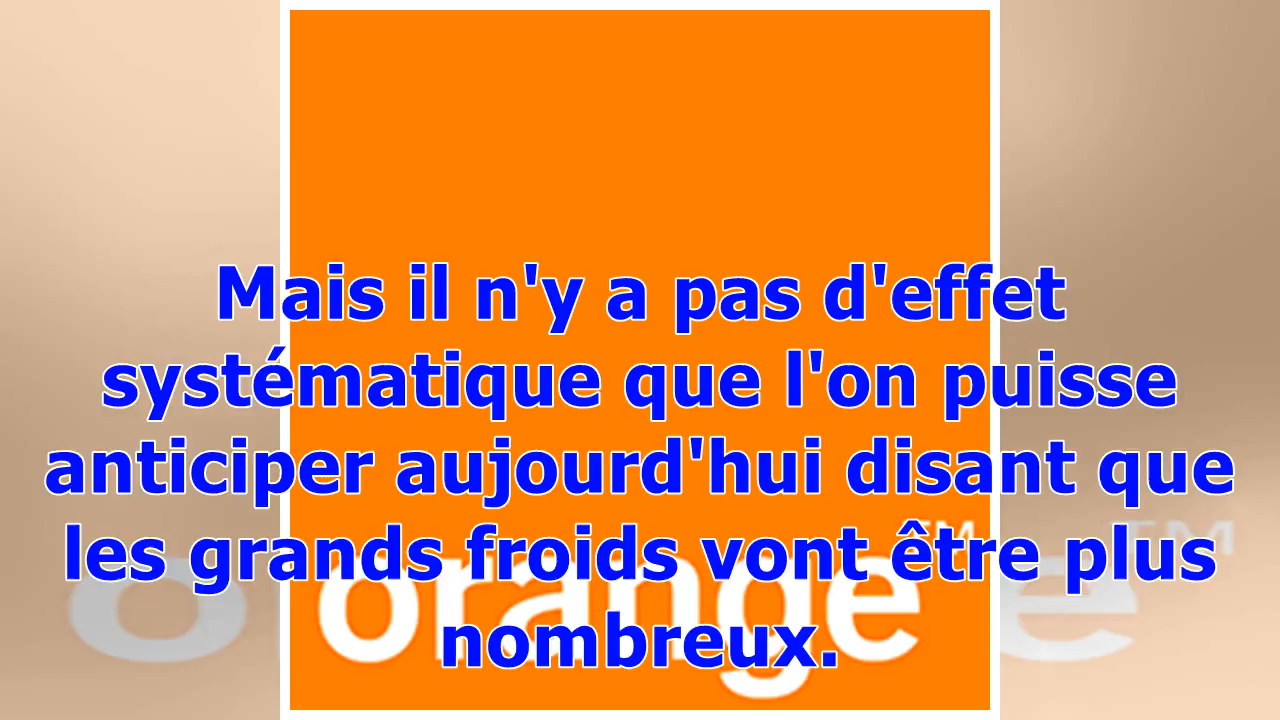 Mais il n'y a pas d'effet
systématique que l'on puisse
anticiper aujourd'hui disant que
les grands froids vont être plus
nombreux.
orange™